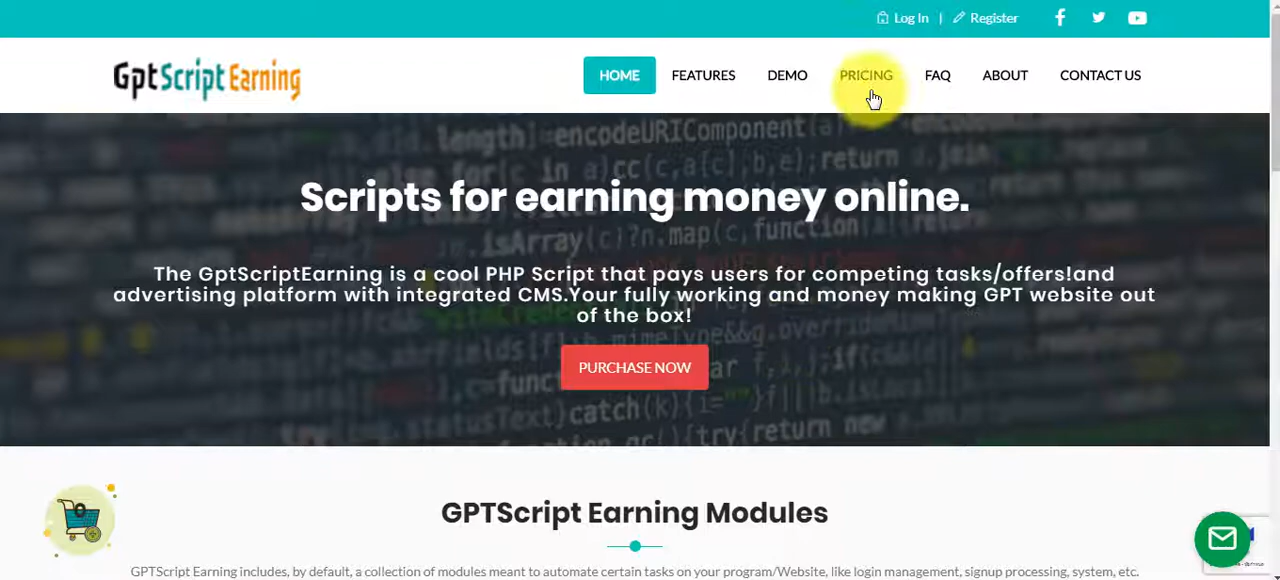 Log In | Register
GptScript Earning
HOME FEATURES DEMO PRICING FAQ ABOUT CONTACT US
Scripts for earning money online.
The GptScriptEarning is a cool PHP Script that pays users for competing tasks/offers!and
advertising platform with integrated CMS.Your fully working and money making GPT website out
of the box!
PURCHASE NOW
GPTScript Earning Modules
GPTScript Earning includes, by default, a collection of modules meant to automate certain tasks on your program/Website, like login management, signup processing, system, etc.